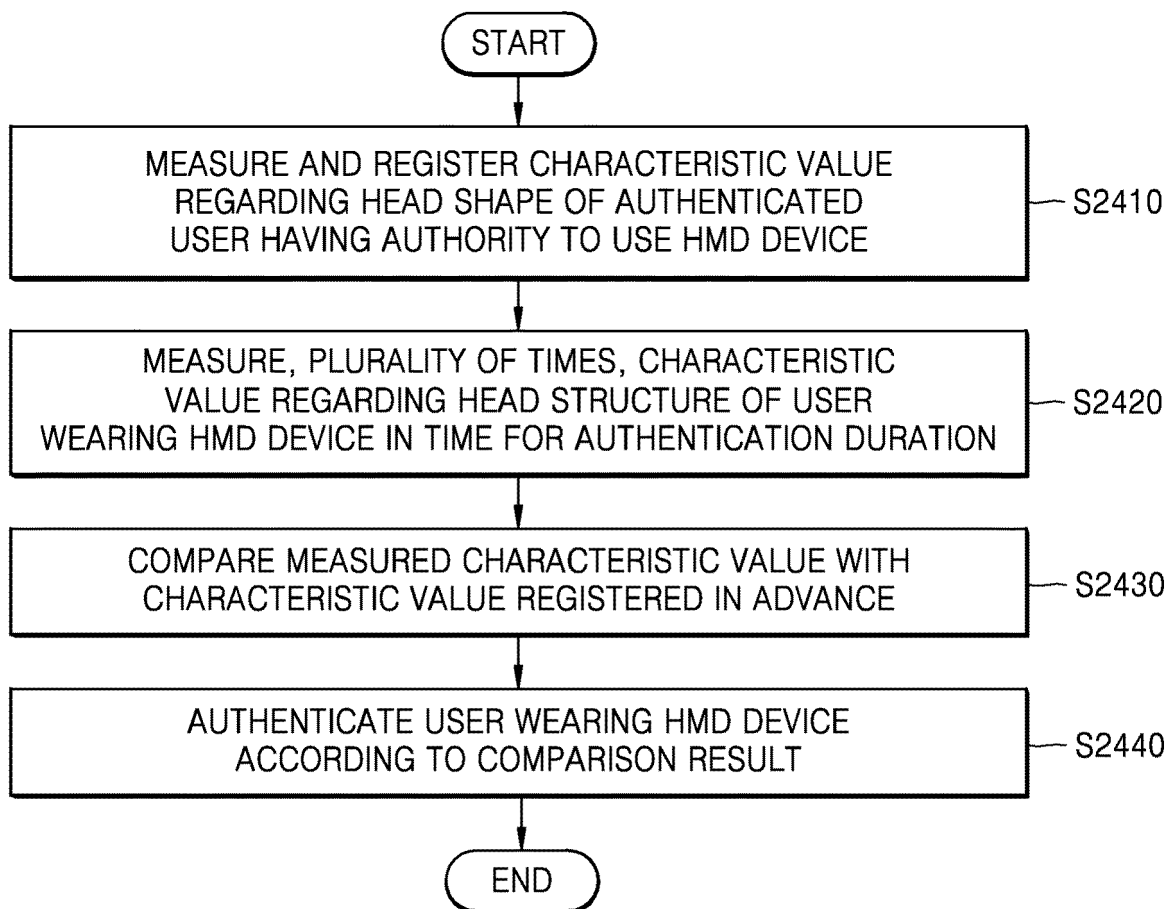 START
MEASURE AND REGISTER CHARACTERISTIC VALUE
REGARDING HEAD SHAPE OF AUTHENTICATED
USER HAVING AUTHORITY TO USE HMD DEVICE
S2410
MEASURE, PLURALITY OF TIMES, CHARACTERISTIC
VALUE REGARDING HEAD STRUCTURE OF USER
WEARING HMD DEVICE IN TIME FOR AUTHENTICATION DURATION
S2420
COMPARE MEASURED CHARACTERISTIC VALUE WITH
CHARACTERISTIC VALUE REGISTERED IN ADVANCE
S2430
AUTHENTICATE USER WEARING HMD DEVICE
ACCORDING TO COMPARISON RESULT
S2440
END